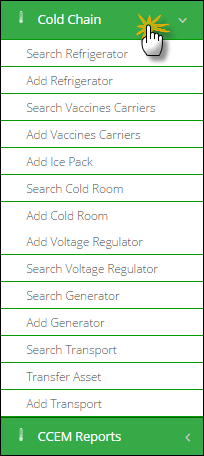 Cold Chain
Search Refrigerator
Add Refrigerator
Search Vaccines Carriers
Add Vaccines Carriers
Add Ice Pack
Search Cold Room
Add Cold Room
Add Voltage Regulator
Search Voltage Regulator
Search Generator
Add Generator
Search Transport
Transfer Asset
Add Transport
CCEM Reports